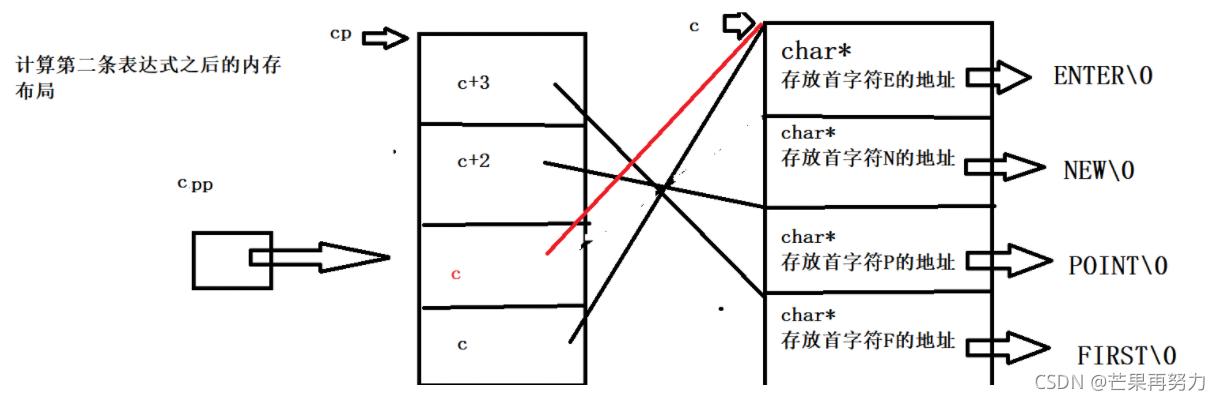 计算第二条表达式之后的内存
布局
cpp
cp
c+3
c+2
c
c
c
char*
存放首字符E的地址
ENTER\0
char*
存放首字符N的地址
NEW\0
char*
存放首字符P的地址
POINT\0
char*
存放首字符F的地址
FIRST\0
CSDN @芒果再努力